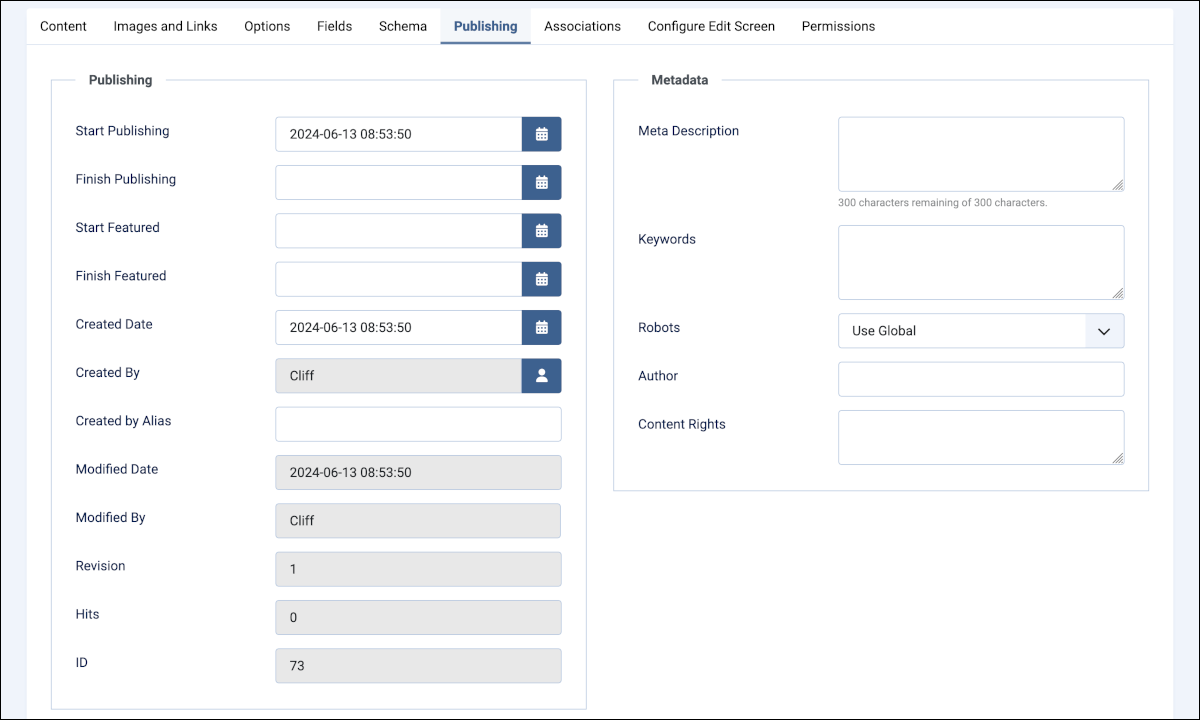 Content Images and Links Options Fields Schema Publishing Associations Configure Edit Screen Permissions
Publishing
Start Publishing 2024-06-13 08:53:50
Finish Publishing
Start Featured
Finish Featured
Created Date 2024-06-13 08:53:50
Created By Cliff
Created by Alias
Modified Date 2024-06-13 08:53:50
Modified By Cliff
Revision 1
Hits 0
ID 73
Metadata
Meta Description
300 characters remaining of 300 characters.
Keywords
Robots Use Global
Author
Content Rights